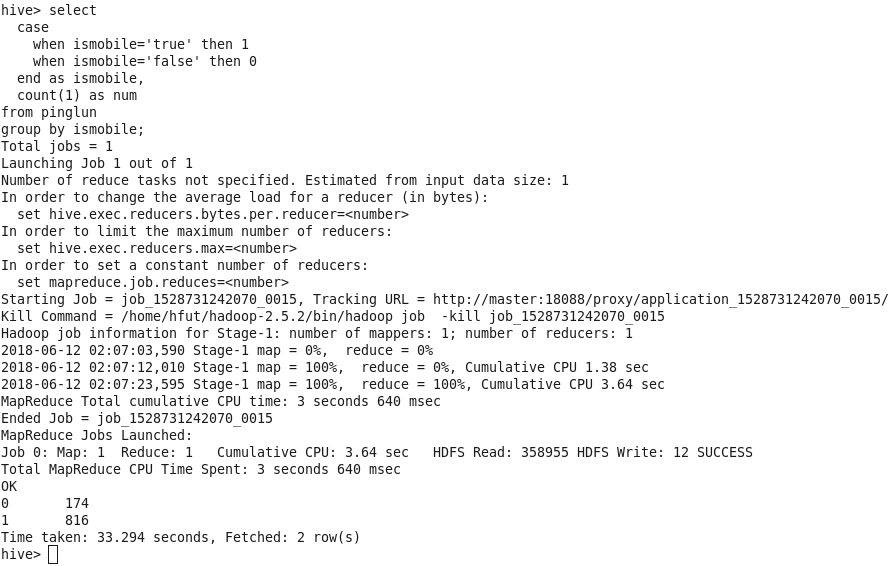 hive> select
  case
    when ismobile='true' then 1
    when ismobile='false' then 0
  end as ismobile,
  count(1) as num
from pinglun
group by ismobile;
Total jobs = 1
Launching Job 1 out of 1
Number of reduce tasks not specified. Estimated from input data size: 1
In order to change the average load for a reducer (in bytes):
  set hive.exec.reducers.bytes.per.reducer=<number>
In order to limit the maximum number of reducers:
  set hive.exec.reducers.max=<number>
In order to set a constant number of reducers:
  set mapreduce.job.reduces=<number>
Starting Job = job_1528731242070_0015, Tracking URL = http://master:18088/proxy/application_1528731242070_0015/
Kill Command = /home/hfut/hadoop-2.5.2/bin/hadoop job  -kill job_1528731242070_0015
Hadoop job information for Stage-1: number of mappers: 1; number of reducers: 1
2018-06-12 02:07:03,590 Stage-1 map = 0%,  reduce = 0%
2018-06-12 02:07:12,010 Stage-1 map = 100%,  reduce = 0%, Cumulative CPU 1.38 sec
2018-06-12 02:07:23,595 Stage-1 map = 100%,  reduce = 100%, Cumulative CPU 3.64 sec
MapReduce Total cumulative CPU time: 3 seconds 640 msec
Ended Job = job_1528731242070_0015
MapReduce Jobs Launched:
Job 0: Map: 1  Reduce: 1   Cumulative CPU: 3.64 sec   HDFS Read: 358955 HDFS Write: 12 SUCCESS
Total MapReduce CPU Time Spent: 3 seconds 640 msec
OK
0       174
1       816
Time taken: 33.294 seconds, Fetched: 2 row(s)
hive>